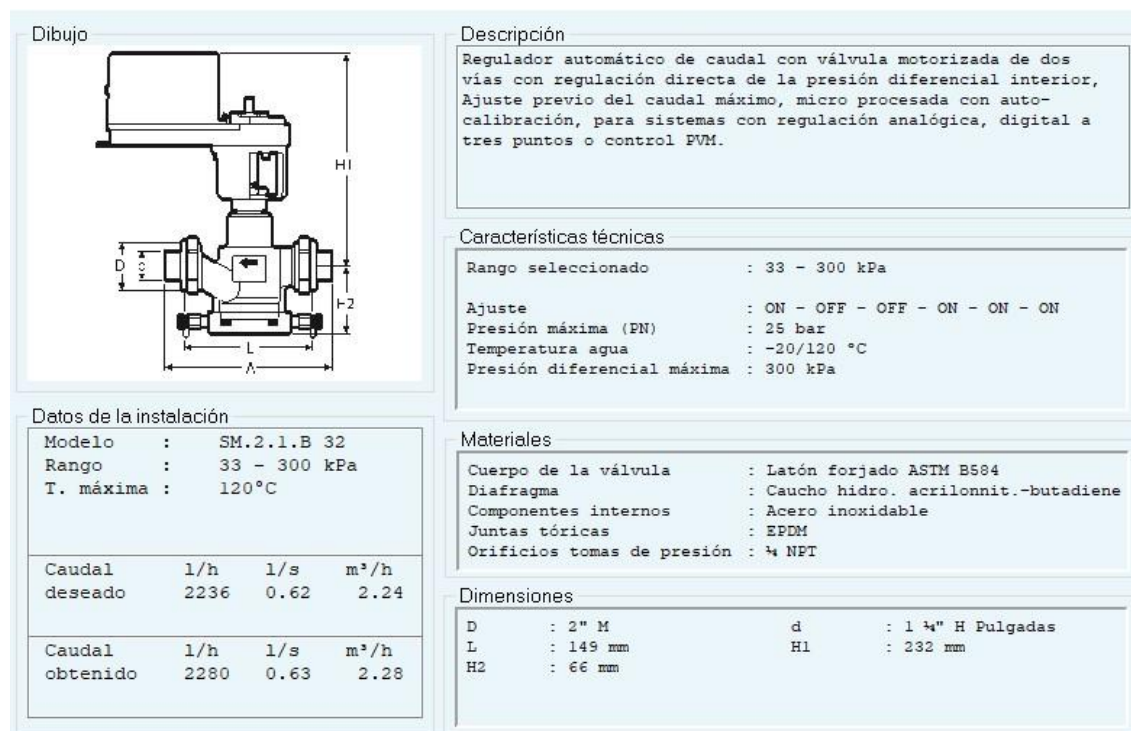 Dibujo
H1
D
d
H2
L
A
Datos de la instalación
Modelo : SM.2.1.B 32
Rango : 33 - 300 kPa
T. máxima : 120°C
Caudal l/h l/s m³/h
deseado 2236 0.62 2.24
Caudal l/h l/s m³/h
obtenido 2280 0.63 2.28
Descripción
Regulador automático de caudal con válvula motorizada de dos
vías con regulación directa de la presión diferencial interior,
Ajuste previo del caudal máximo, micro procesada con auto-
calibración, para sistemas con regulación analógica, digital a
tres puntos o control PVM.
Características técnicas
Rango seleccionado : 33 - 300 kPa
Ajuste : ON - OFF - OFF - ON - ON - ON
Presión máxima (PN) : 25 bar
Temperatura agua : -20/120 °C
Presión diferencial máxima : 300 kPa
Materiales
Cuerpo de la válvula : Latón forjado ASTM B584
Diafragma : Caucho hidro. acrilonnit.-butadiene
Componentes internos : Acero inoxidable
Juntas tóricas : EPDM
Orificios tomas de presión : ¼ NPT
Dimensiones
D : 2" M d : 1 ¼" H Pulgadas
L : 149 mm H1 : 232 mm
H2 : 66 mm